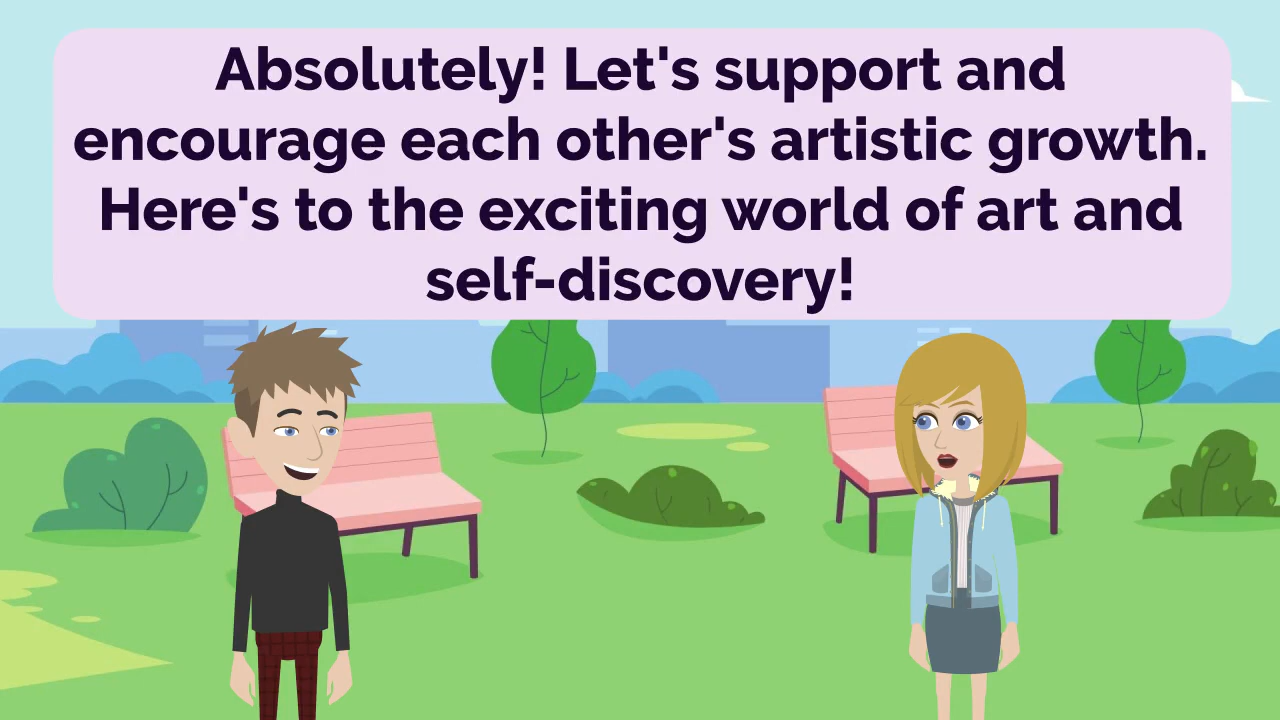 Absolutely! Let's support and
encourage each other's artistic growth.
Here's to the exciting world of art and
self-discovery!